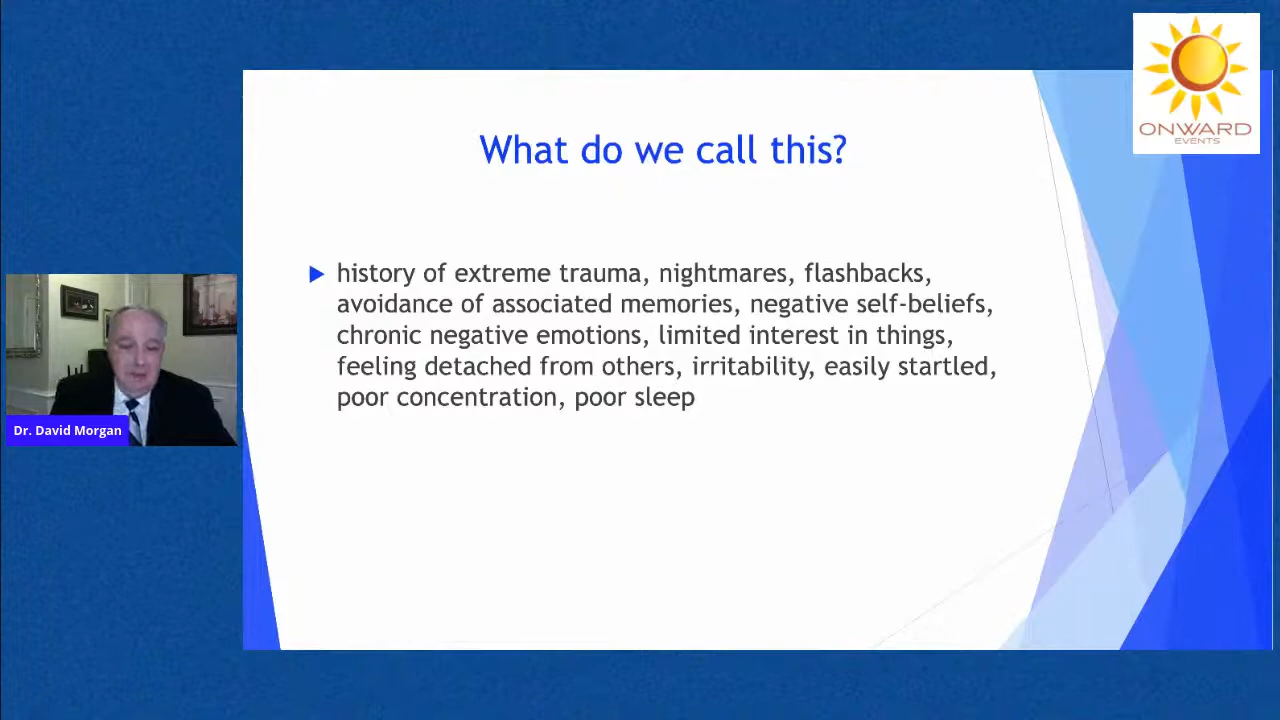 ONWARD
EVENTS
What do we call this?
history of extreme trauma, nightmares, flashbacks,
avoidance of associated memories, negative self-beliefs,
chronic negative emotions, limited interest in things,
feeling detached from others, irritability, easily startled,
poor concentration, poor sleep
Dr. David Morgan